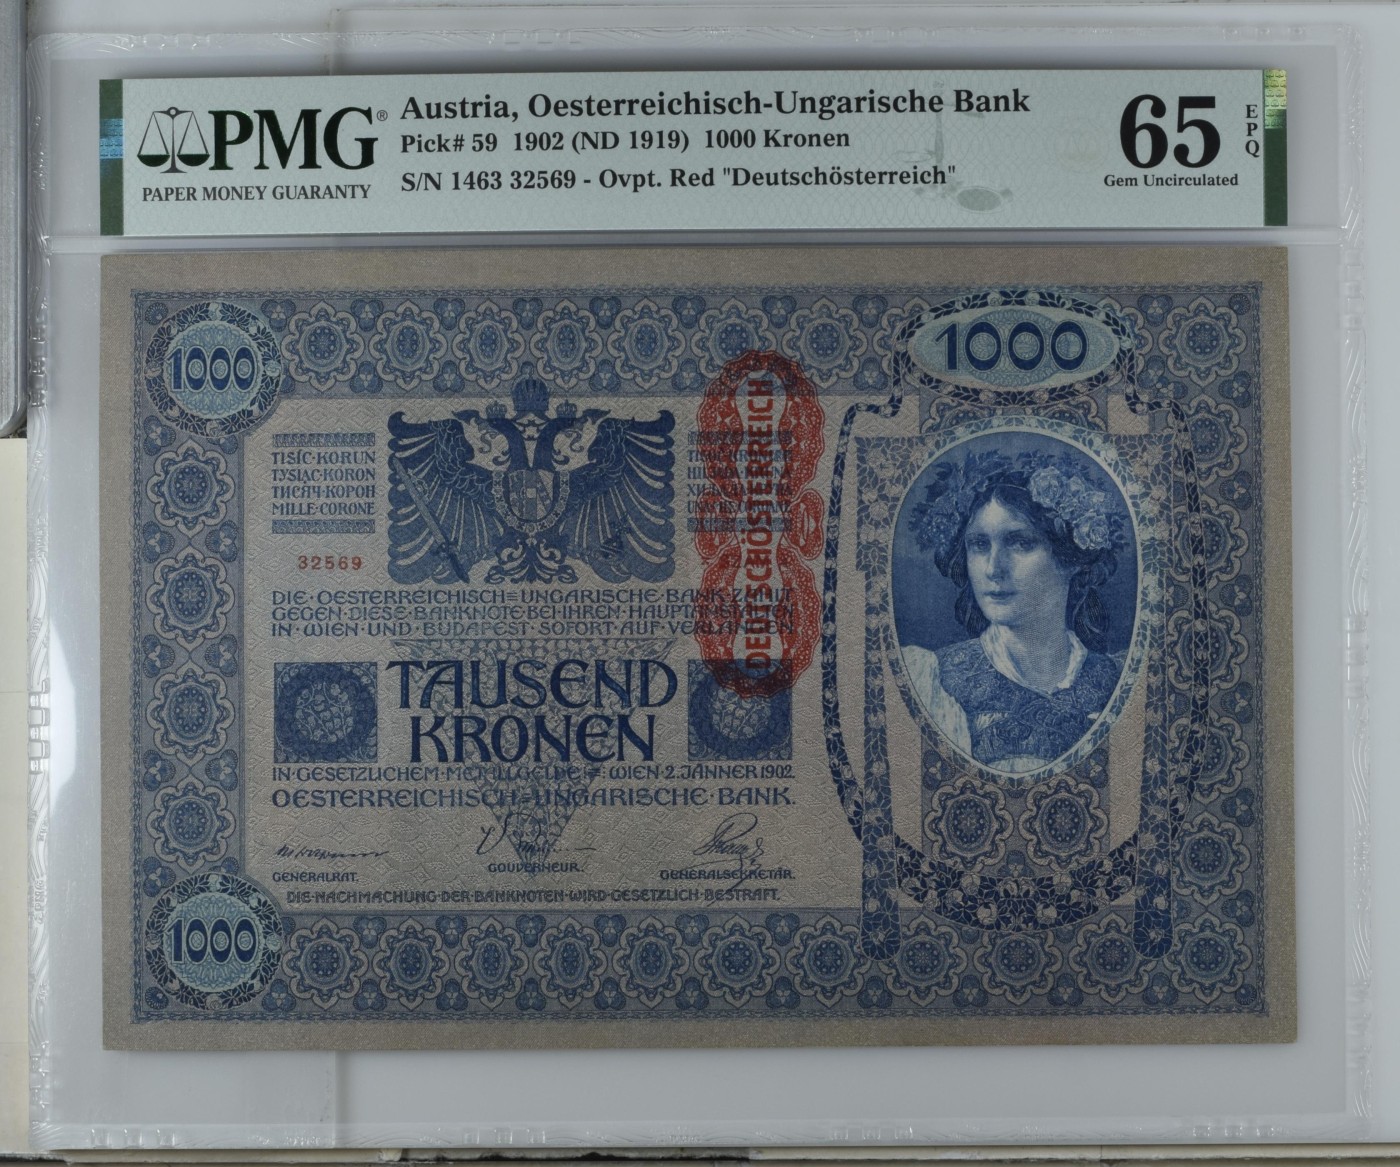 PMG®
PAPER MONEY GUARANTY
Austria, Oesterreichisch-Ungarische Bank
Pick# 59 1902 (ND 1919) 1000 Kronen
S/N 1463 32569 - Ovpt. Red "Deutschösterreich"
65
EPQ
Gem Uncirculated
1000
1000
TISÍC·KORUN
TYSIĄC·KORON
ТИСЯЧ·КОРОН
MILLE·CORONE
DEUTSCHÖSTERREICH
32569
DIE·OESTERREICHISCH=UNGARISCHE·BANK·ZAHLT
GEGEN·DIESE·BANKNOTE·BEI·IHREN·HAUPTANSTALTEN
IN·WIEN·UND·BUDAPEST·SOFORT·AUF·VERLANGEN
TAUSEND
KRONEN
IN·GESETZLICHEM·METALLGELDE·WIEN·2.JÄNNER 1902.
OESTERREICHISCH=UNGARISCHE·BANK.
GENERALRAT.
GOUVERNEUR.
GENERALSEKRETÄR.
DIE·NACHMACHUNG·DER·BANKNOTEN·WIRD·GESETZLICH·BESTRAFT.
1000